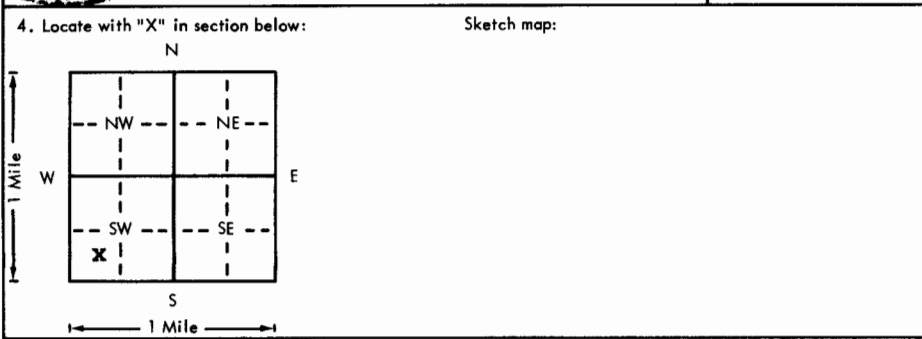 4. Locate with "X" in section below:
Sketch map:
N
NW
NE
1 Mile
W
E
SW
SE
X
S
1 Mile